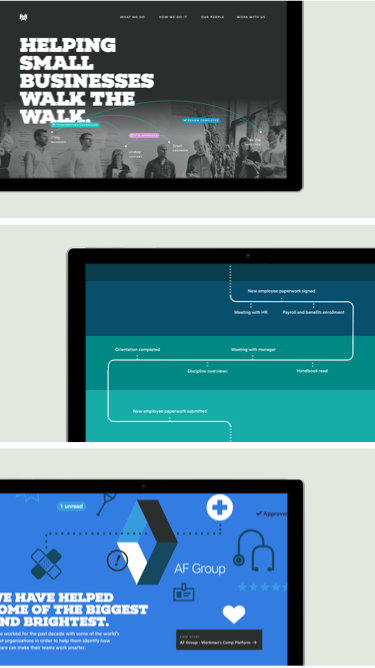 WHAT WE DO
HOW WE DO IT
OUR PEOPLE
WORK WITH US
HELPING
SMALL
BUSINESSES
WALK THE
WALK.
New employee paperwork signed
Meeting with HR
Payroll and benefits enrollment
Orientation completed
Meeting with manager
Discipline overviews
Handbook read
New employee paperwork submitted
1 unread
Approve
AF Group
WE HAVE HELPED
SOME OF THE BIGGEST
AND BRIGHTEST.
worked for the past decade with some of the world's
organizations in order to help them identify how
can make their teams work smarter.
CASE STUDY
AF Group - Workmen's Comp Platform